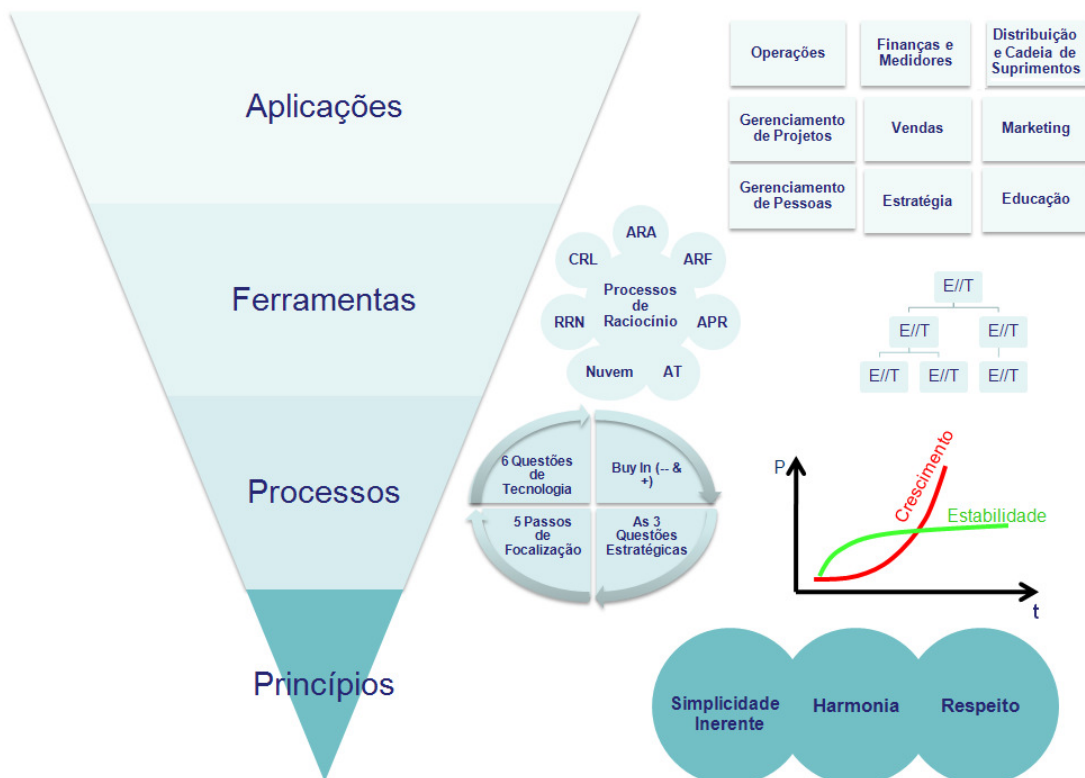 Aplicações
Operações
Finanças e
Medidores
Distribuição
e Cadeia de
Suprimentos
Gerenciamento
de Projetos
Vendas
Marketing
Gerenciamento
de Pessoas
Estratégia
Educação
Ferramentas
ARA
CRL
ARF
Processos
de
Raciocínio
RRN
APR
Nuvem
AT
E//T
E//T
E//T
E//T
E//T
E//T
Processos
6 Questões
de
Tecnologia
Buy In (-- &
+)
5 Passos
de
Focalização
As 3
Questões
Estratégicas
P
Crescimento
Estabilidade
t
Princípios
Simplicidade
Inerente
Harmonia
Respeito